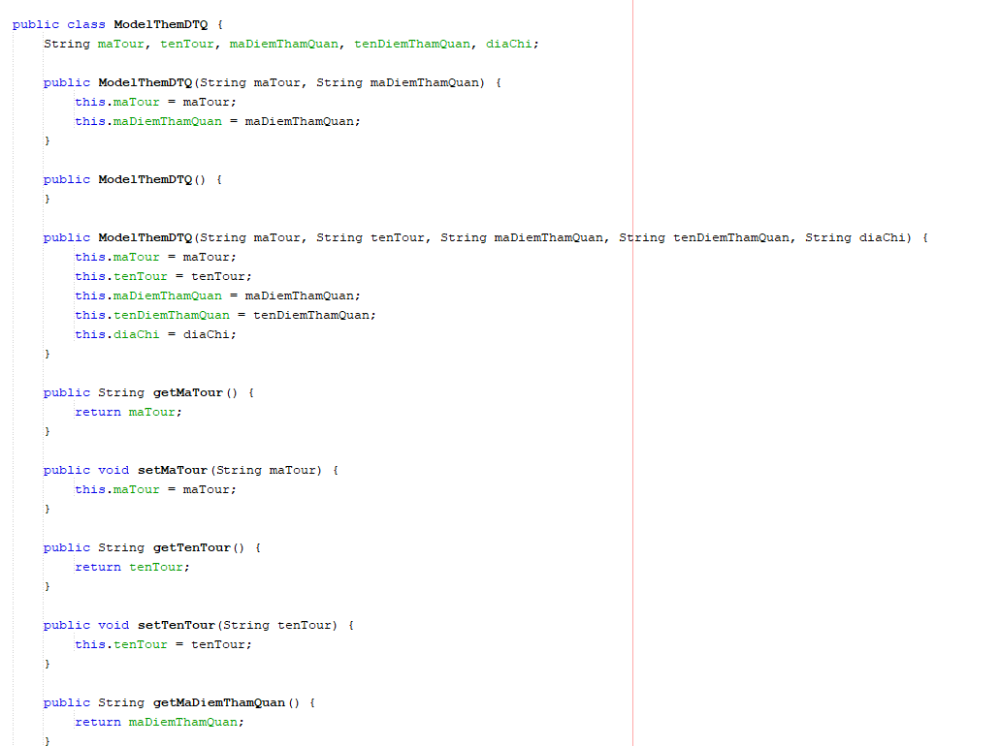 public class ModelThemDTQ {
String maTour, tenTour, maDiemThamQuan, tenDiemThamQuan, diaChi;
public ModelThemDTQ(String maTour, String maDiemThamQuan) {
this.maTour = maTour;
this.maDiemThamQuan = maDiemThamQuan;
}
public ModelThemDTQ() {
}
public ModelThemDTQ(String maTour, String tenTour, String maDiemThamQuan, String tenDiemThamQuan, String diaChi) {
this.maTour = maTour;
this.tenTour = tenTour;
this.maDiemThamQuan = maDiemThamQuan;
this.tenDiemThamQuan = tenDiemThamQuan;
this.diaChi = diaChi;
}
public String getMaTour() {
return maTour;
}
public void setMaTour(String maTour) {
this.maTour = maTour;
}
public String getTenTour() {
return tenTour;
}
public void setTenTour(String tenTour) {
this.tenTour = tenTour;
}
public String getMaDiemThamQuan() {
return maDiemThamQuan;
}